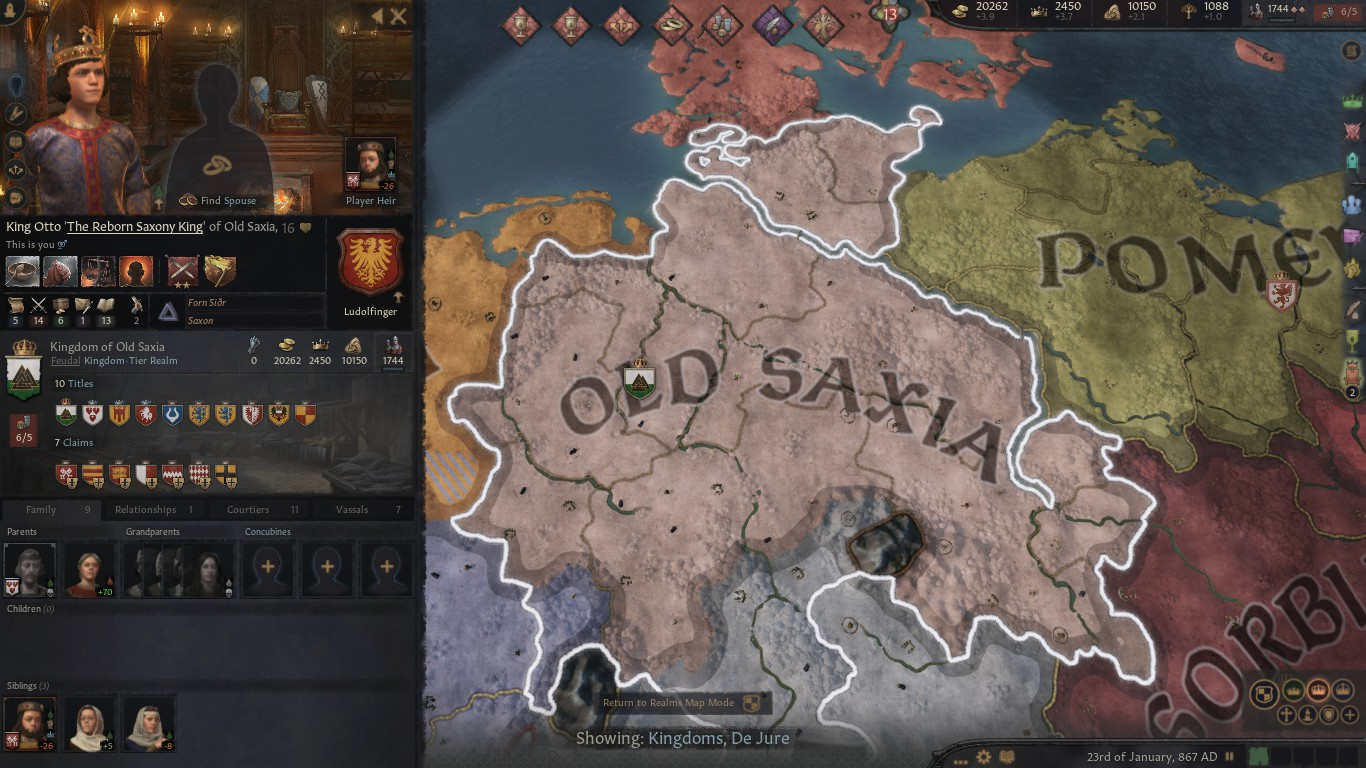 20262
+3.9
2450
+3.7
10150
+2.1
1088
+1.0
1744
6/5
13
Find Spouse
-26
Player Heir
King Otto 'The Reborn Saxony King' of Old Saxia, 16
This is you
5 14 6 1 13 2
Forn Siðr
Saxon
Ludolfinger
Kingdom of Old Saxia
Feudal Kingdom-Tier Realm
0 20262 2450 10150 1744
10 Titles
6/5
7 Claims
Family 9 Relationships 1 Courtiers 11 Vassals 7
Parents Grandparents Concubines
+70
Children (0)
Siblings (3)
-26 +5 -8
OLD SAXIA
POME
SORBI
2
Return to Realms Map Mode
Showing: Kingdoms, De Jure
23rd of January, 867 AD